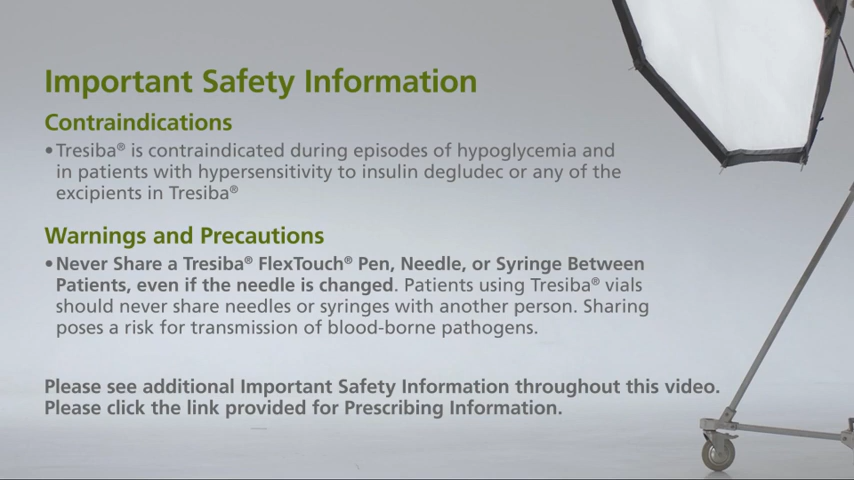 Important Safety Information
Contraindications
• Tresiba® is contraindicated during episodes of hypoglycemia and
in patients with hypersensitivity to insulin degludec or any of the
excipients in Tresiba®
Warnings and Precautions
• Never Share a Tresiba® FlexTouch® Pen, Needle, or Syringe Between
Patients, even if the needle is changed. Patients using Tresiba® vials
should never share needles or syringes with another person. Sharing
poses a risk for transmission of blood-borne pathogens.
Please see additional Important Safety Information throughout this video.
Please click the link provided for Prescribing Information.